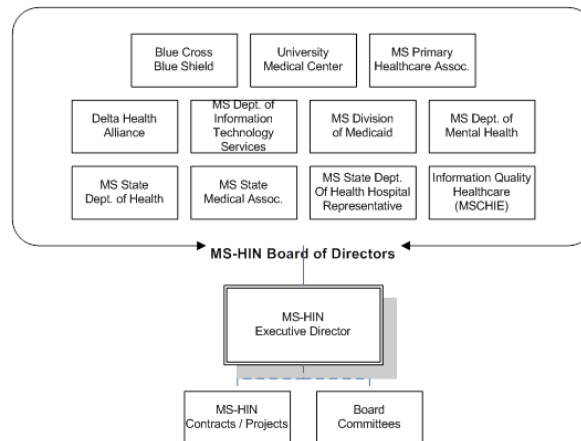 Blue Cross
Blue Shield
University
Medical Center
MS Primary
Healthcare Assoc.
Delta Health
Alliance
MS Dept. of
Information
Technology
Services
MS Division
of Medicaid
MS Dept. of
Mental Health
MS State
Dept. of Health
MS State
Medical Assoc.
MS State Dept.
Of Health Hospital
Representative
Information Quality
Healthcare
(MSCHIE)
MS-HIN Board of Directors
MS-HIN
Executive Director
MS-HIN
Contracts / Projects
Board
Committees